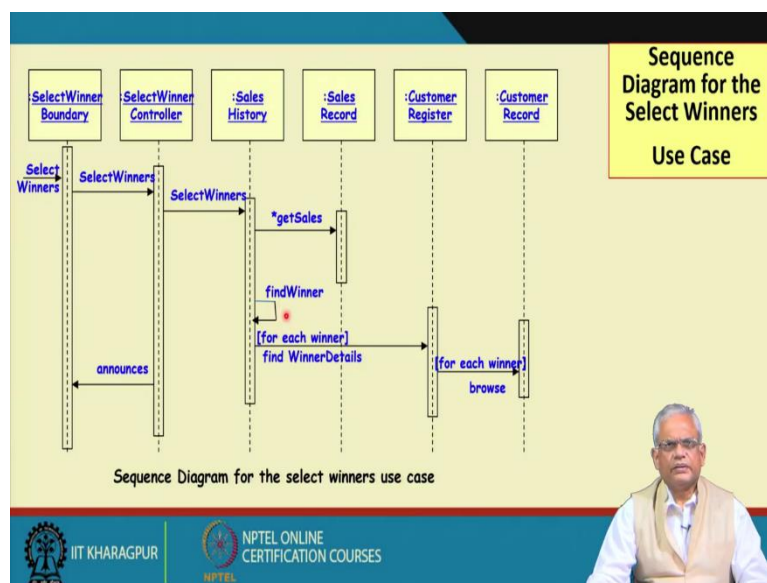 Sequence
Diagram for the
Select Winners
Use Case
:SelectWinner
Boundary
:SelectWinner
Controller
:Sales
History
:Sales
Record
:Customer
Register
:Customer
Record
Select
Winners
SelectWinners
SelectWinners
*getSales
findWinner
[for each winner]
find WinnerDetails
[for each winner]
browse
announces
Sequence Diagram for the select winners use case
IIT KHARAGPUR
NPTEL
NPTEL ONLINE
CERTIFICATION COURSES